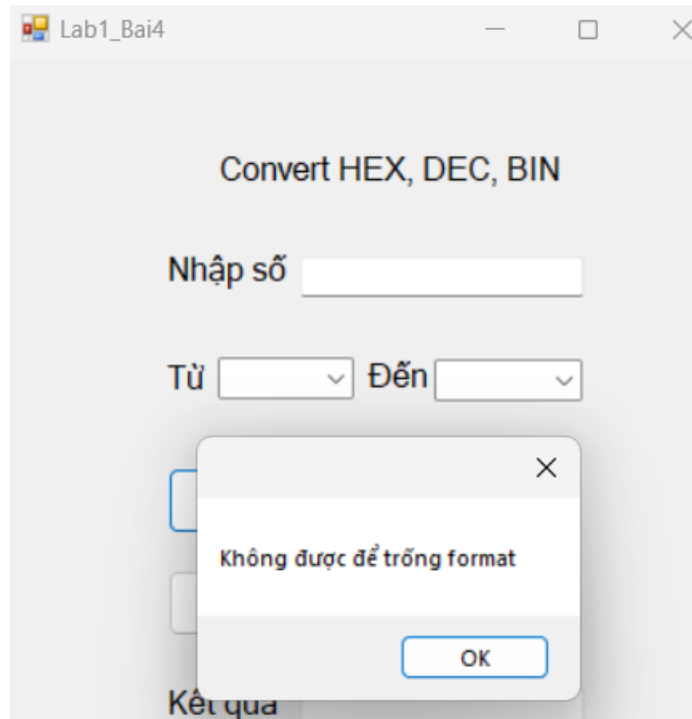 Lab1_Bai4
Convert HEX, DEC, BIN
Nhập số
Từ Đến
Không được để trống format
OK
Kết quả